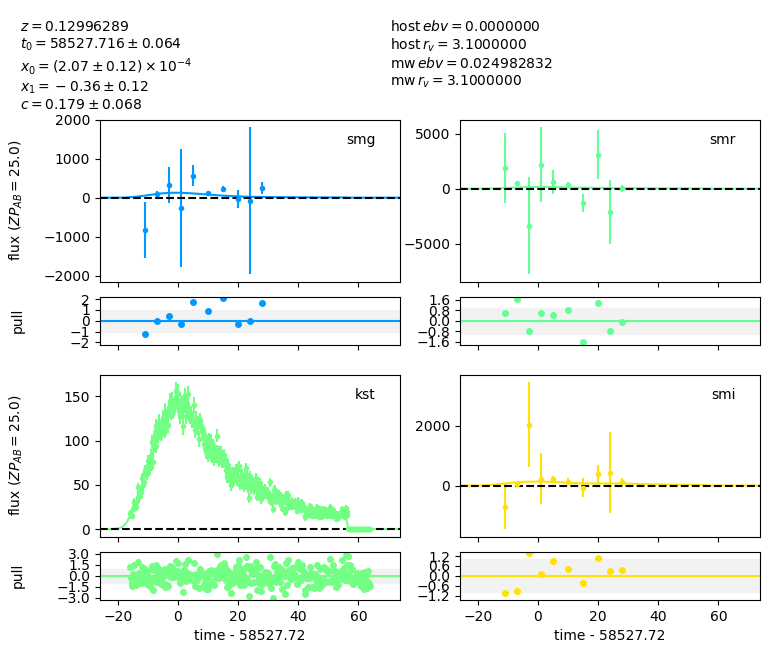 z = 0.12996289
t₀ = 58527.716 ± 0.064
x₀ = (2.07 ± 0.12) × 10⁻⁴
x₁ = −0.36 ± 0.12
c = 0.179 ± 0.068
host ebv = 0.0000000
host r_v = 3.1000000
mw ebv = 0.024982832
mw r_v = 3.1000000
flux (ZP_AB = 25.0)
2000
1000
0
−1000
−2000
smg
5000
0
−5000
smr
pull
2
1
0
−1
−2
1.6
0.8
0.0
−0.8
−1.6
flux (ZP_AB = 25.0)
150
100
50
0
kst
2000
0
smi
pull
3.0
1.5
0.0
−1.5
−3.0
1.2
0.6
0.0
−0.6
−1.2
−20 0 20 40 60
−20 0 20 40 60
time - 58527.72
time - 58527.72